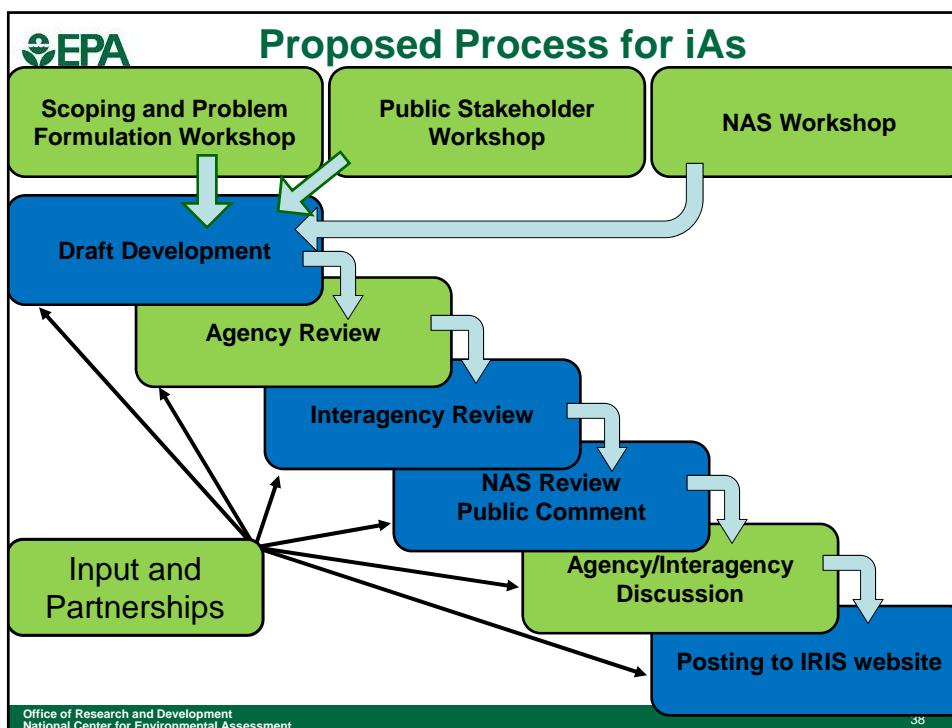 EPA
Proposed Process for iAs
Scoping and Problem
Formulation Workshop
Public Stakeholder
Workshop
NAS Workshop
Draft Development
Agency Review
Interagency Review
NAS Review
Public Comment
Input and
Partnerships
Agency/Interagency
Discussion
Posting to IRIS website
Office of Research and Development
National Center for Environmental Assessment
38